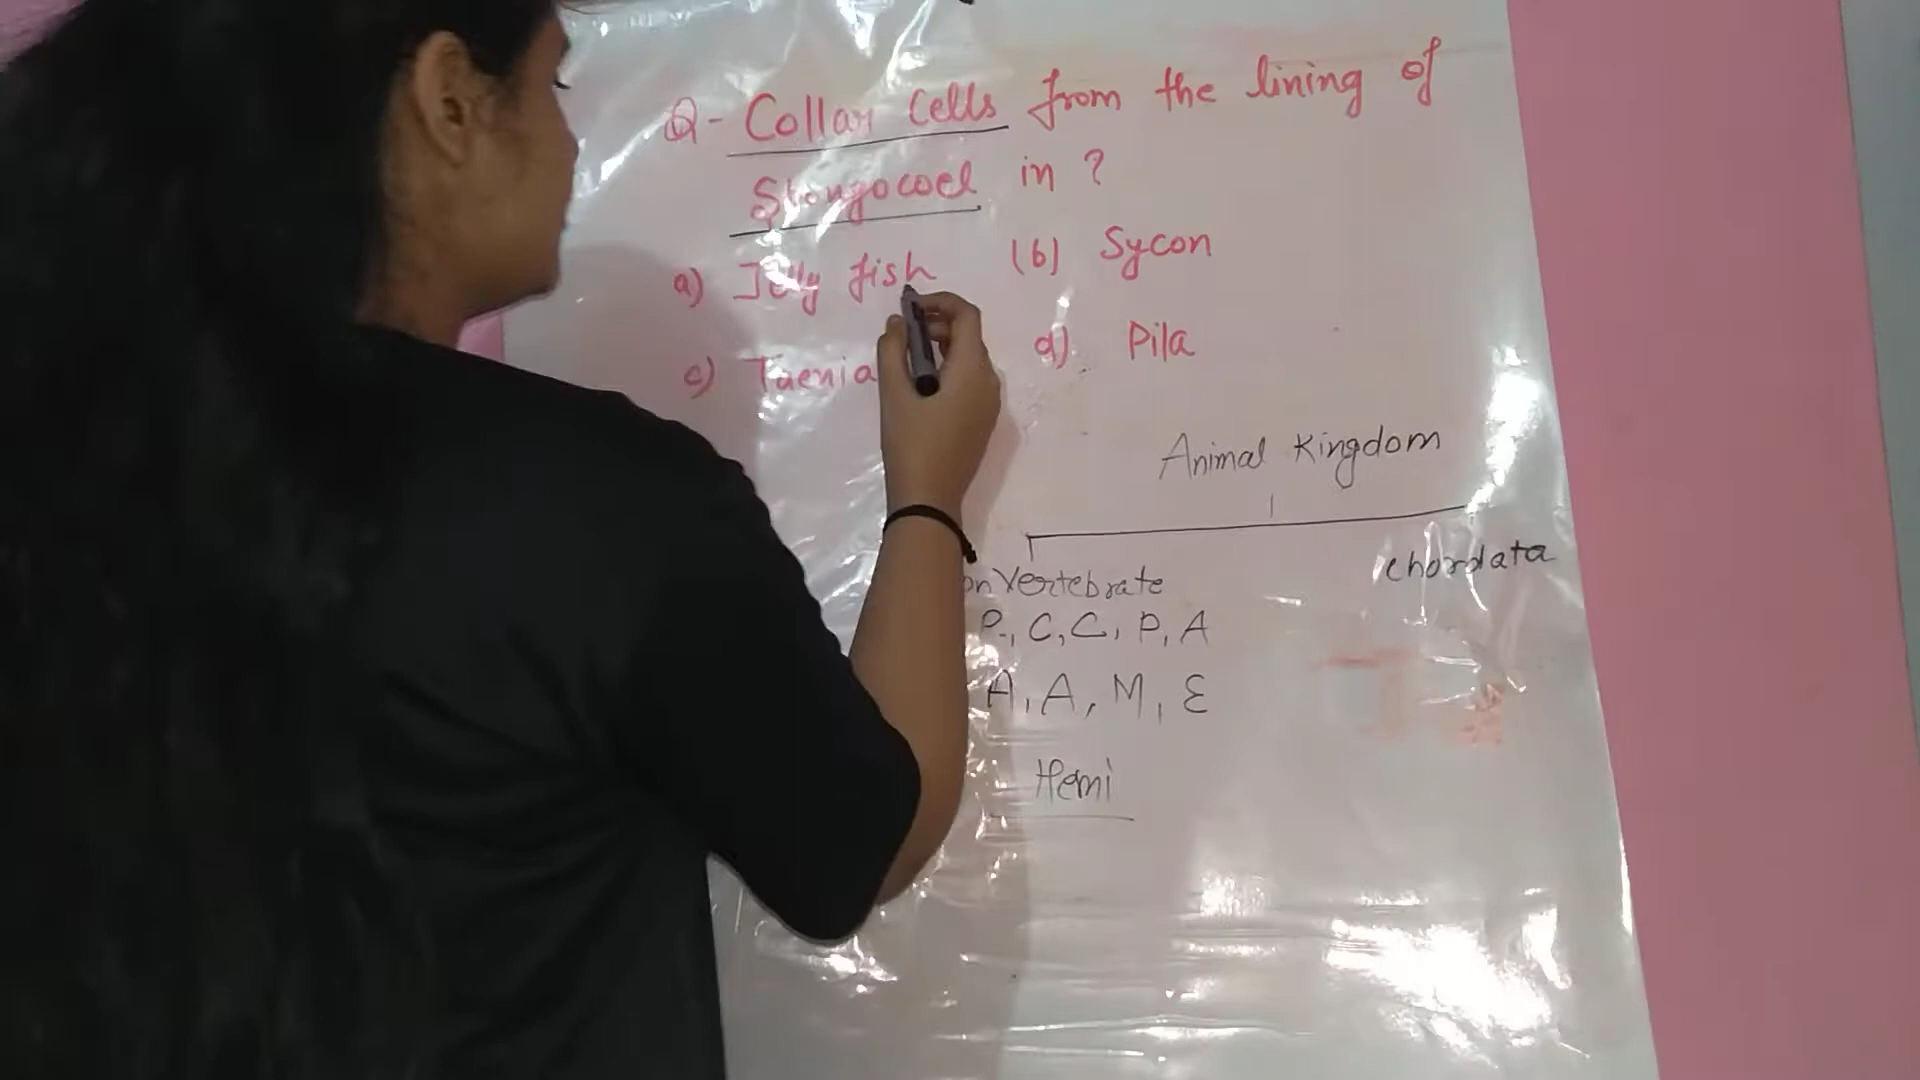 Q- Collar Cells from the lining of
Spongocoel in ?
a) Jelly fish (b) Sycon
c) Taenia d) Pila
Animal Kingdom
on Vertebrate chordata
P., C, C, P, A
A, A, M, E
Hemi